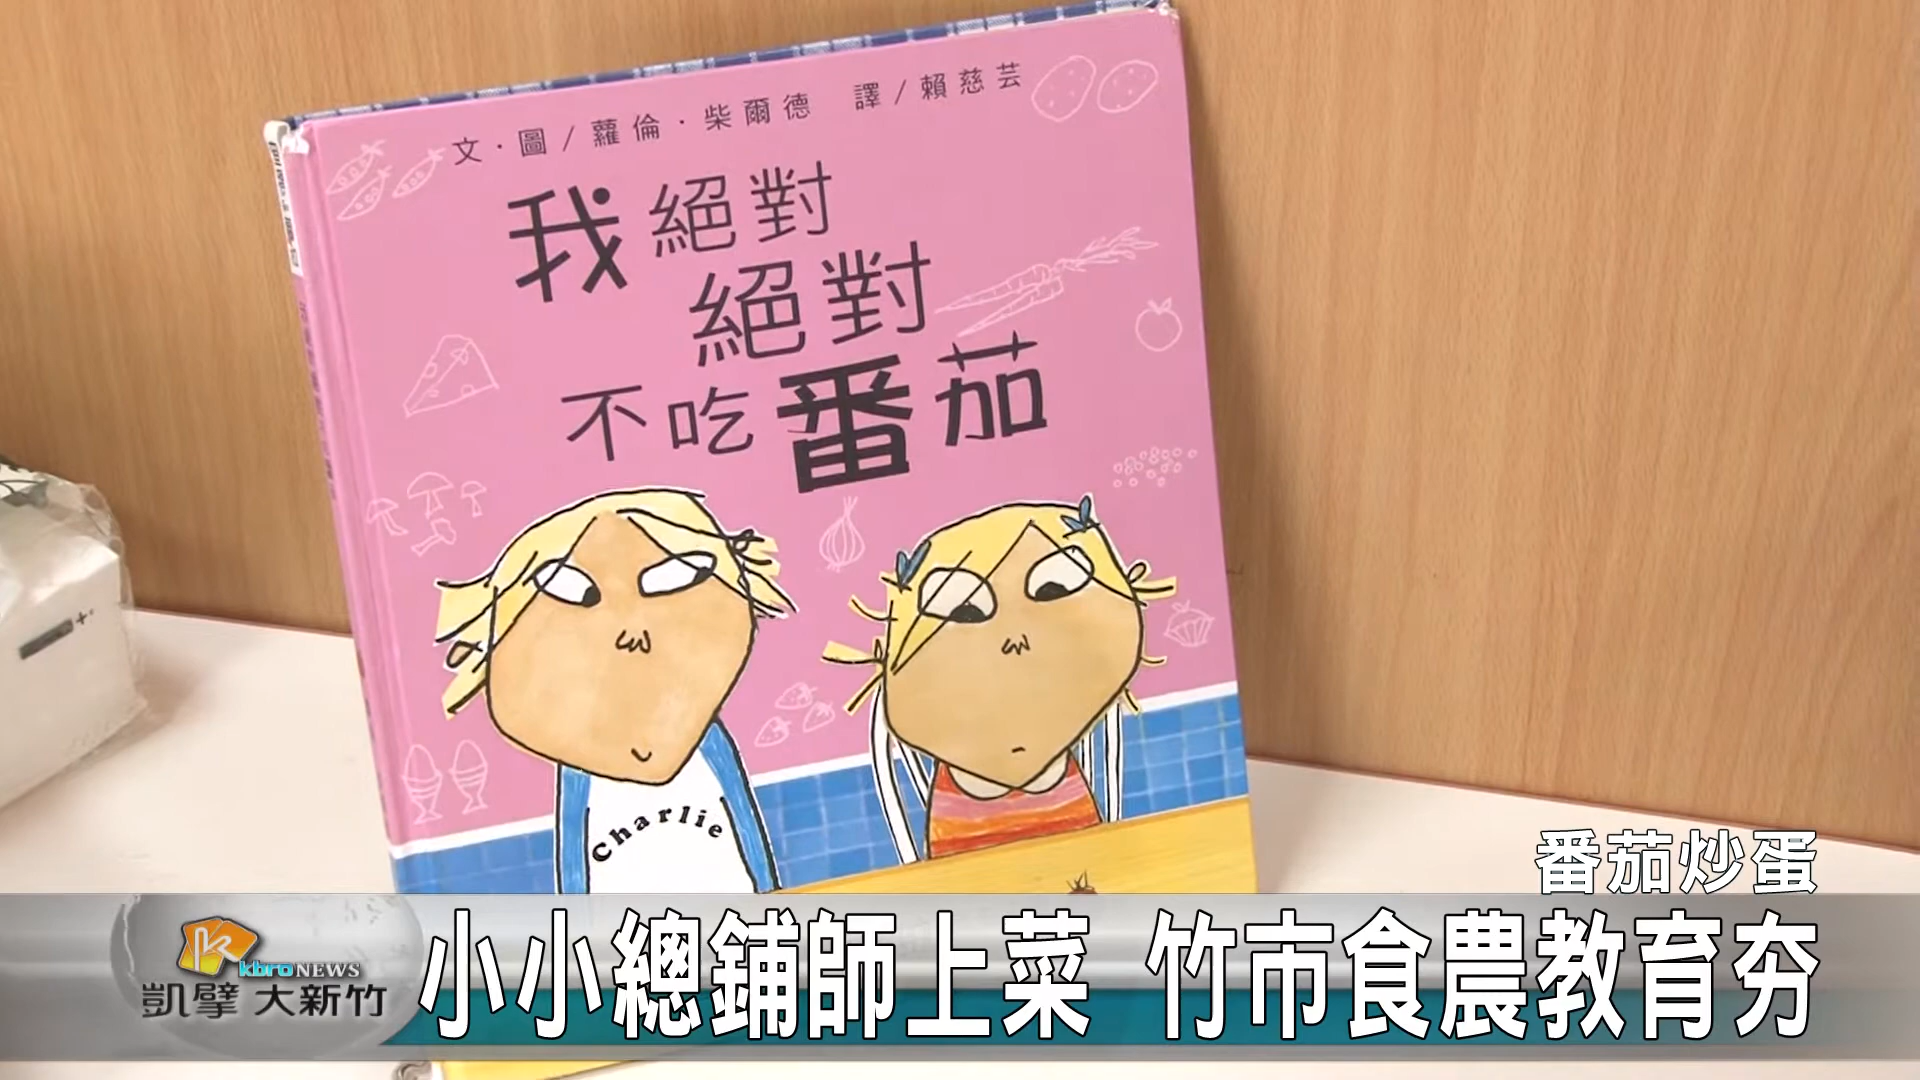 文·圖/蘿倫·柴爾德 譯/賴慈芸
我絕對
絕對
不吃番茄
Charlie
番茄炒蛋
kbro NEWS
凱擘 大新竹
小小總鋪師上菜 竹市食農教育夯